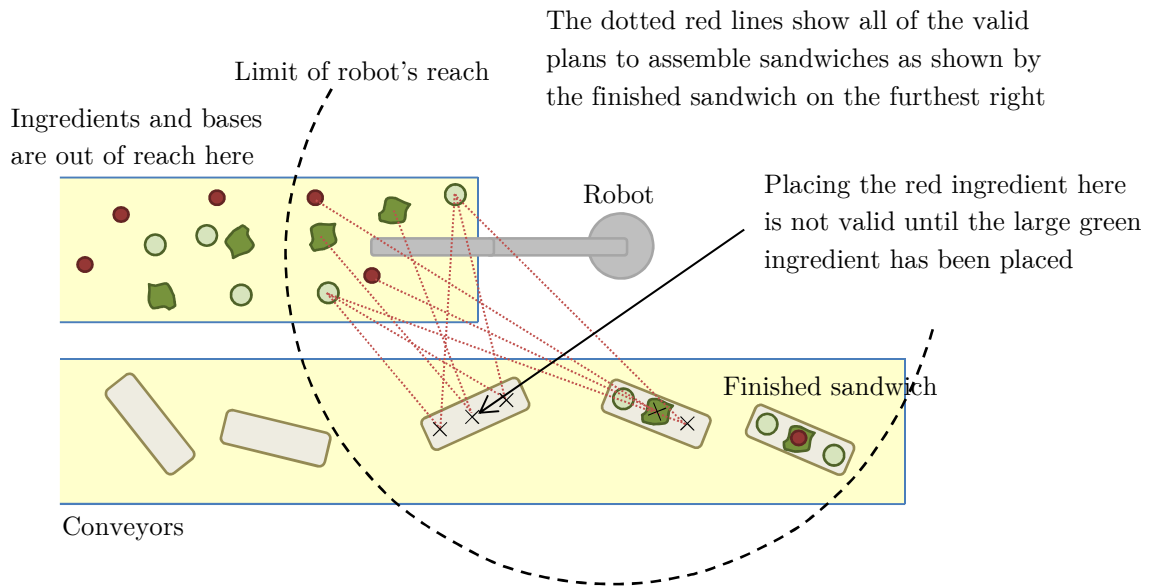 The dotted red lines show all of the valid
plans to assemble sandwiches as shown by
the finished sandwich on the furthest right
Limit of robot's reach
Ingredients and bases
are out of reach here
Robot
Placing the red ingredient here
is not valid until the large green
ingredient has been placed
Finished sandwich
Conveyors